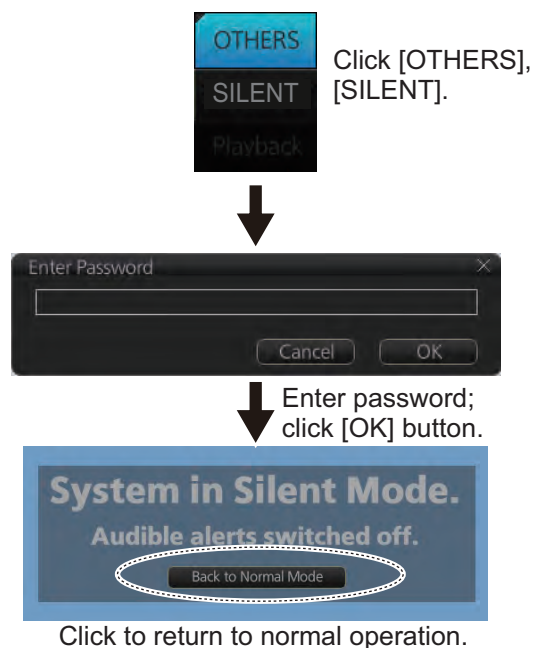 OTHERS
Click [OTHERS],
SILENT
[SILENT].
Playback
Enter Password
Cancel
OK
Enter password;
click [OK] button.
System in Silent Mode.
Audible alerts switched off.
Back to Normal Mode
Click to return to normal operation.